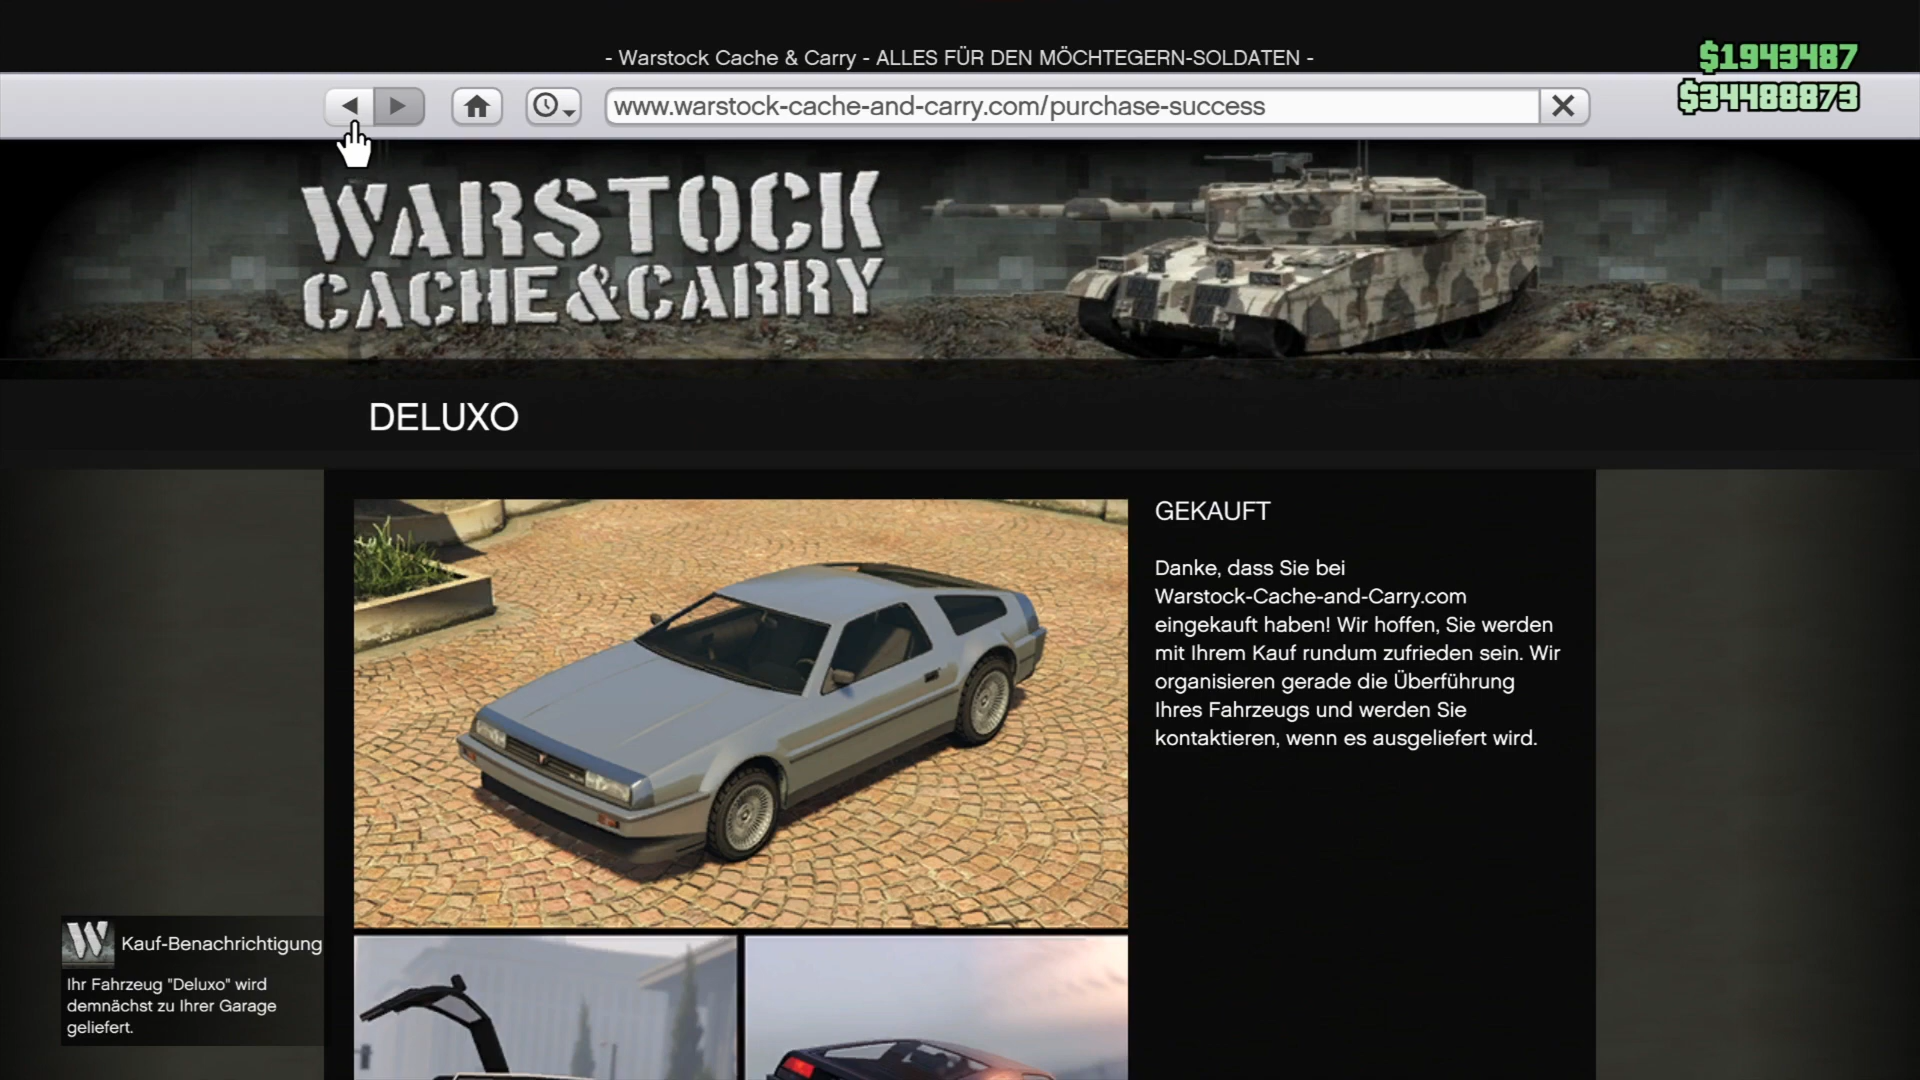 - Warstock Cache & Carry - ALLES FÜR DEN MÖCHTEGERN-SOLDATEN -
$1943487
www.warstock-cache-and-carry.com/purchase-success
$34488873
WARSTOCK
CACHE&CARRY
DELUXO
GEKAUFT
Danke, dass Sie bei
Warstock-Cache-and-Carry.com
eingekauft haben! Wir hoffen, Sie werden
mit Ihrem Kauf rundum zufrieden sein. Wir
organisieren gerade die Überführung
Ihres Fahrzeugs und werden Sie
kontaktieren, wenn es ausgeliefert wird.
W
Kauf-Benachrichtigung
Ihr Fahrzeug "Deluxo" wird
demnächst zu Ihrer Garage
geliefert.